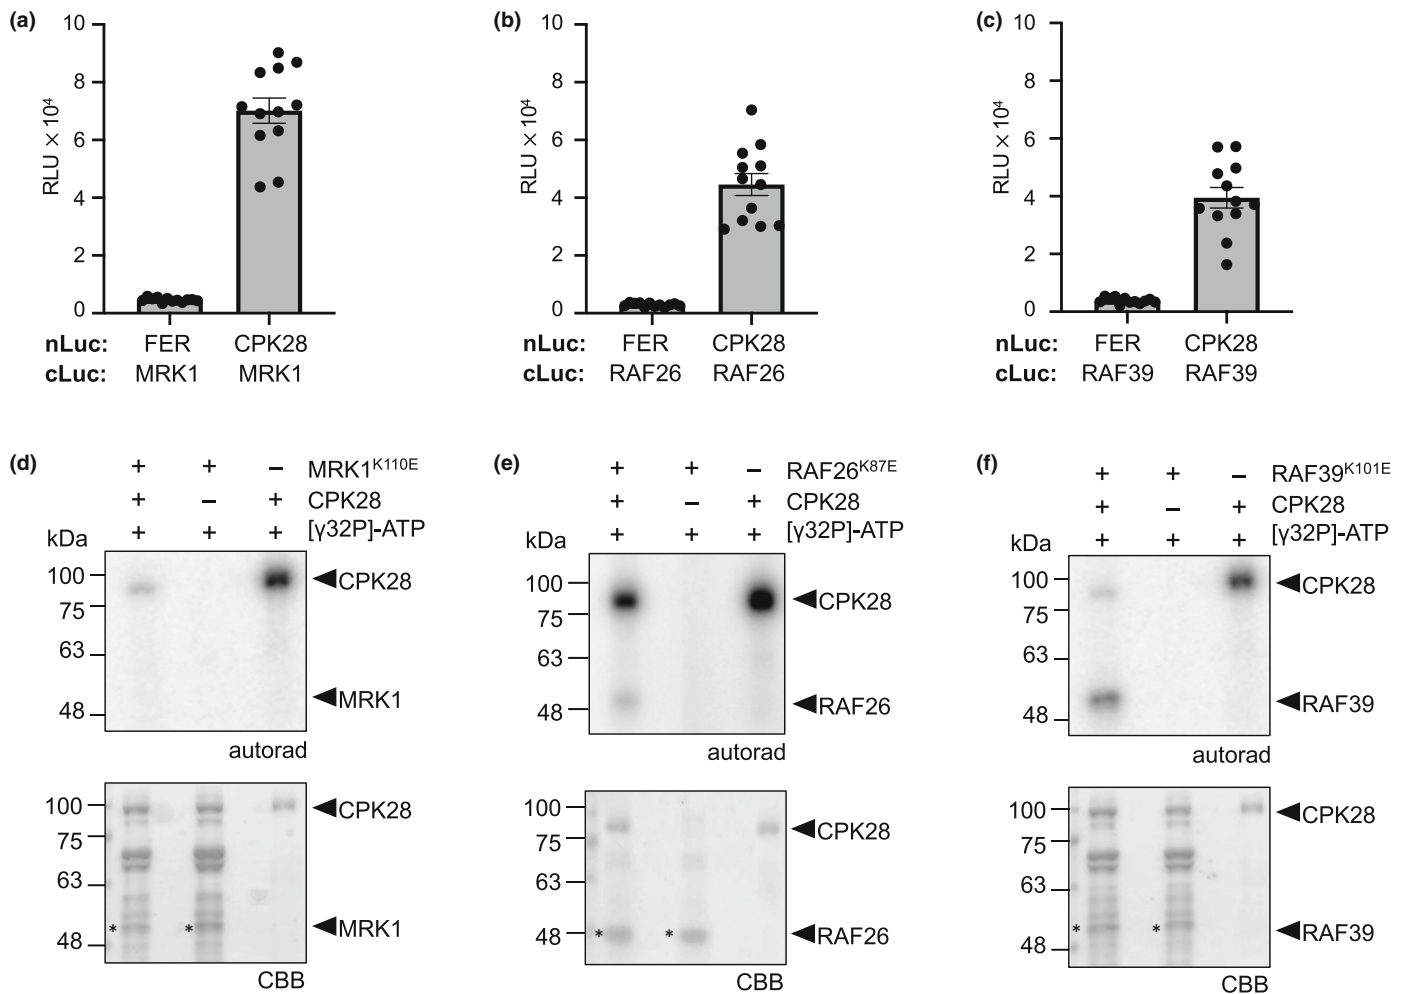 (a)
10
8
6
4
2
0
RLU × 10⁴
nLuc: FER CPK28
cLuc: MRK1 MRK1
(b)
10
8
6
4
2
0
RLU × 10⁴
nLuc: FER CPK28
cLuc: RAF26 RAF26
(c)
10
8
6
4
2
0
RLU × 10⁴
nLuc: FER CPK28
cLuc: RAF39 RAF39
(d)
+ + − MRK1K110E
+ − + CPK28
+ + + [γ32P]-ATP
kDa
100
75
63
48
CPK28
MRK1
autorad
100
75
63
48
* *
CPK28
MRK1
CBB
(e)
+ + − RAF26K87E
+ − + CPK28
+ + + [γ32P]-ATP
kDa
100
75
63
48
CPK28
RAF26
autorad
100
75
63
48
* *
CPK28
RAF26
CBB
(f)
+ + − RAF39K101E
+ − + CPK28
+ + + [γ32P]-ATP
kDa
100
75
63
48
CPK28
RAF39
autorad
100
75
63
48
* *
CPK28
RAF39
CBB